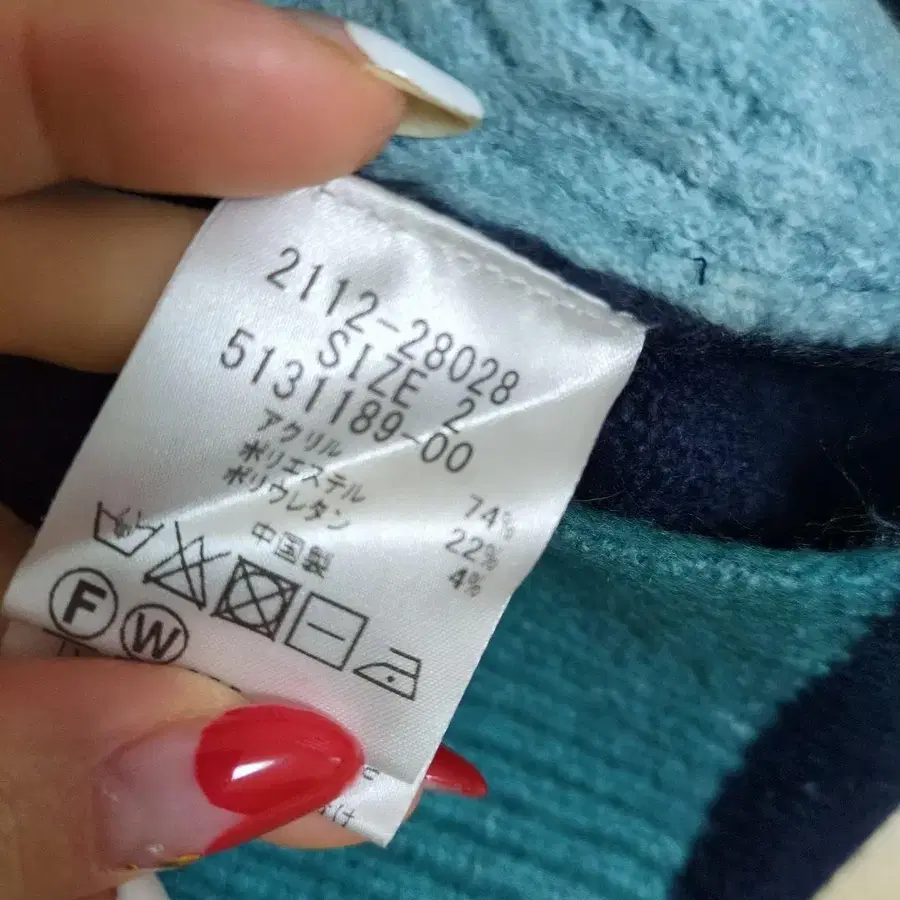 2112-28028
SIZE 2
5131189-00
アクリル 74%
ポリエステル 22%
ポリウレタン 4%
中国製
F W